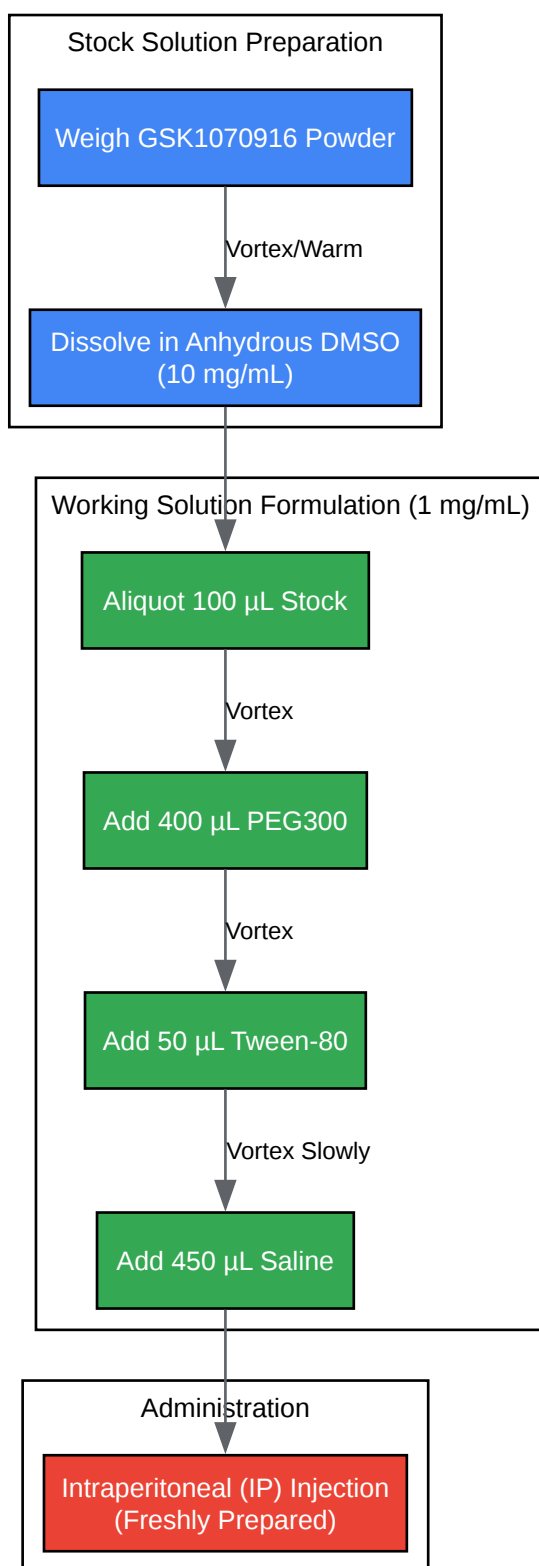 Stock Solution Preparation
Weigh GSK1070916 Powder
Vortex/Warm
Dissolve in Anhydrous DMSO
(10 mg/mL)
Working Solution Formulation (1 mg/mL)
Aliquot 100 µL Stock
Vortex
Add 400 µL PEG300
Vortex
Add 50 µL Tween-80
Vortex Slowly
Add 450 µL Saline
Administration
Intraperitoneal (IP) Injection
(Freshly Prepared)